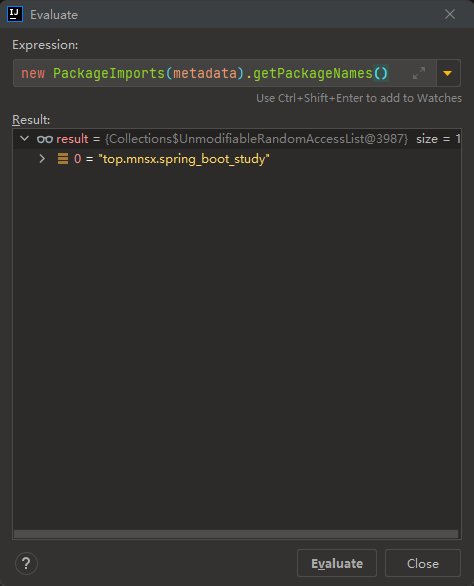 Evaluate
Expression:
new PackageImports(metadata).getPackageNames()
Use Ctrl+Shift+Enter to add to Watches
Result:
result = {Collections$UnmodifiableRandomAccessList@3987} size = 1
0 = "top.mnsx.spring_boot_study"
?
Evaluate
Close